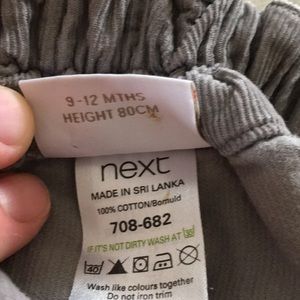 9-12 MTHS
HEIGHT 80CM
next
MADE IN SRI LANKA
100% COTTON/Bomuld
708-682
IF IT'S NOT DIRTY WASH AT 30
40
Wash like colours together
Do not iron trim